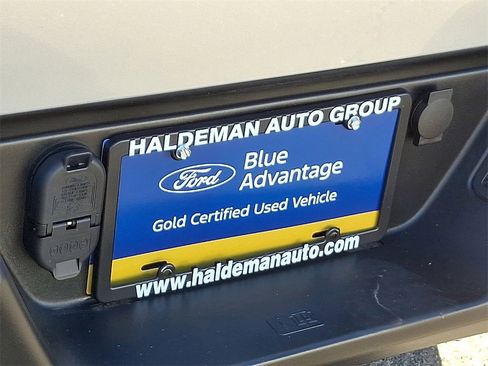 HALDEMAN AUTO GROUP
Ford
Blue
Advantage
Gold Certified Used Vehicle
www.haldemanauto.com